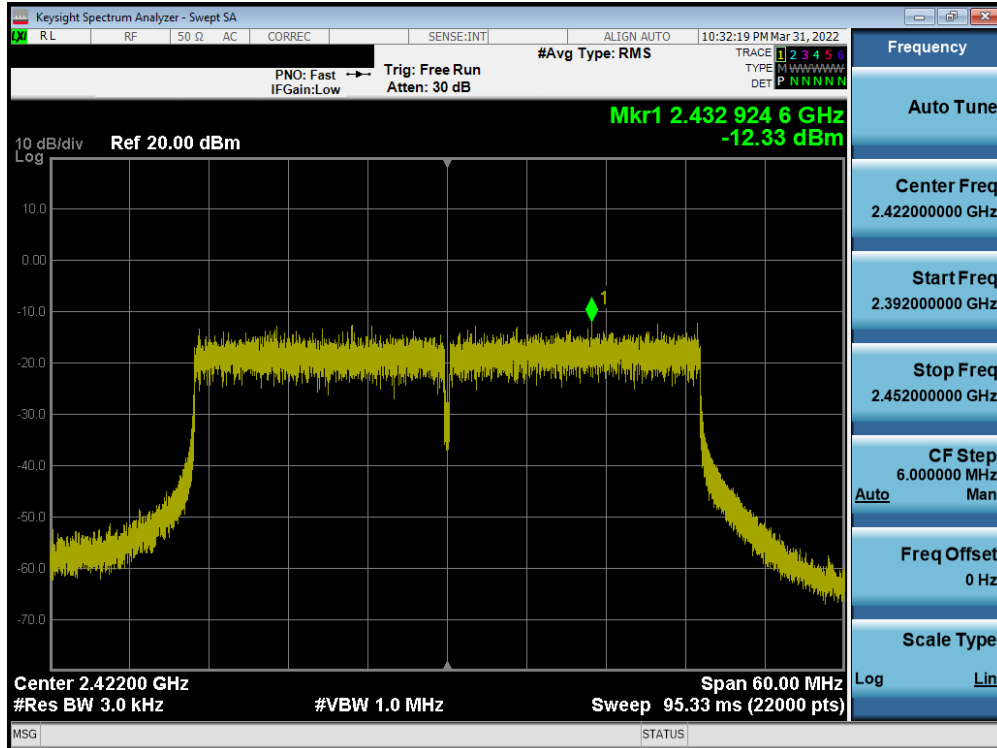 Keysight Spectrum Analyzer - Swept SA
LXI RL RF 50 Ω AC CORREC SENSE:INT ALIGN AUTO 10:32:19 PM Mar 31, 2022
Frequency
PNO: Fast Trig: Free Run #Avg Type: RMS TRACE 1 2 3 4 5 6
IFGain:Low Atten: 30 dB TYPE M WWWWW
DET P N N N N N
Auto Tune
Mkr1 2.432 924 6 GHz
-12.33 dBm
10 dB/div Ref 20.00 dBm
Log
10.0
0.00
-10.0
-20.0
-30.0
-40.0
-50.0
-60.0
-70.0
1
Center Freq
2.422000000 GHz
Start Freq
2.392000000 GHz
Stop Freq
2.452000000 GHz
CF Step
6.000000 MHz
Auto Man
Freq Offset
0 Hz
Scale Type
Log Lin
Center 2.42200 GHz Span 60.00 MHz
#Res BW 3.0 kHz #VBW 1.0 MHz Sweep 95.33 ms (22000 pts)
MSG STATUS